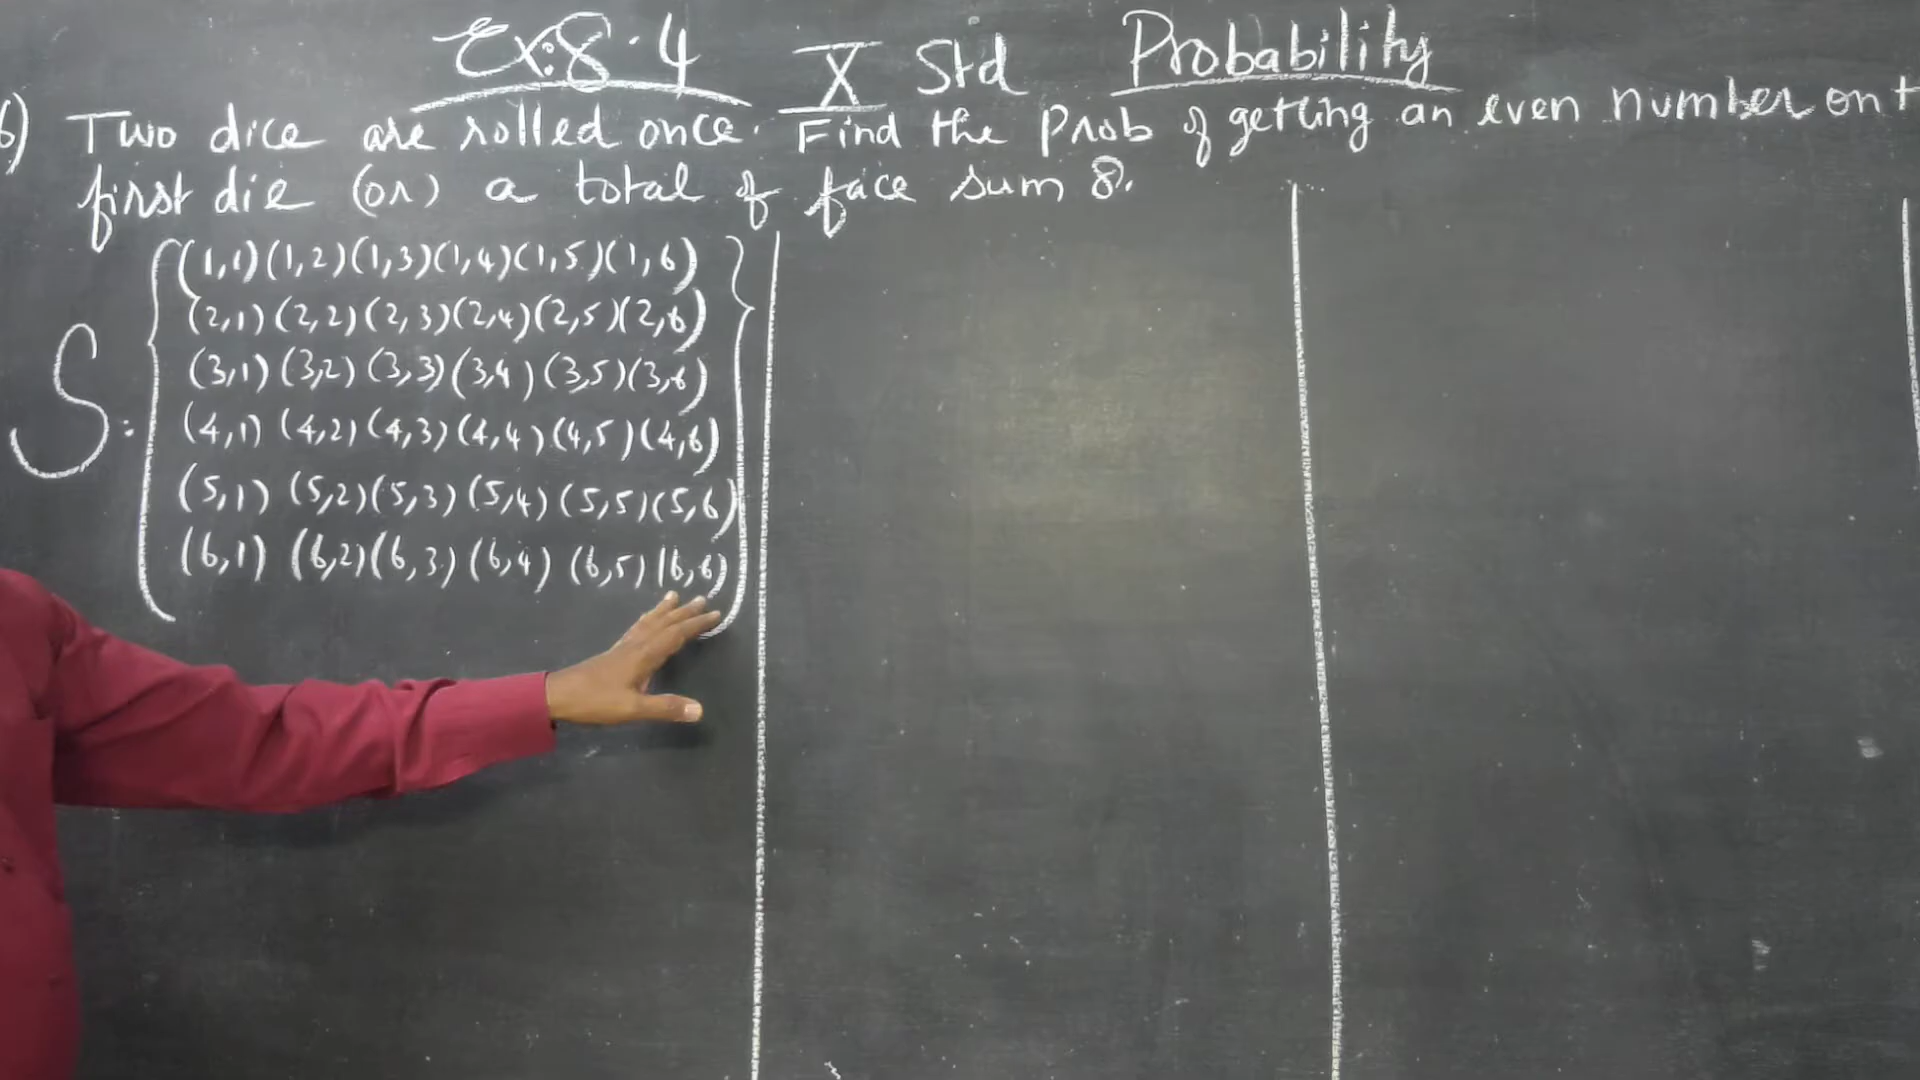 Ex:8.4 X Std Probability
6) Two dice are rolled once. Find the Prob of getting an even number on
first die (or) a total of face sum 8.
(1,1)(1,2)(1,3)(1,4)(1,5)(1,6)
(2,1)(2,2)(2,3)(2,4)(2,5)(2,6)
(3,1)(3,2)(3,3)(3,4)(3,5)(3,6)
S = (4,1)(4,2)(4,3)(4,4)(4,5)(4,6)
(5,1)(5,2)(5,3)(5,4)(5,5)(5,6)
(6,1)(6,2)(6,3)(6,4)(6,5)(6,6)